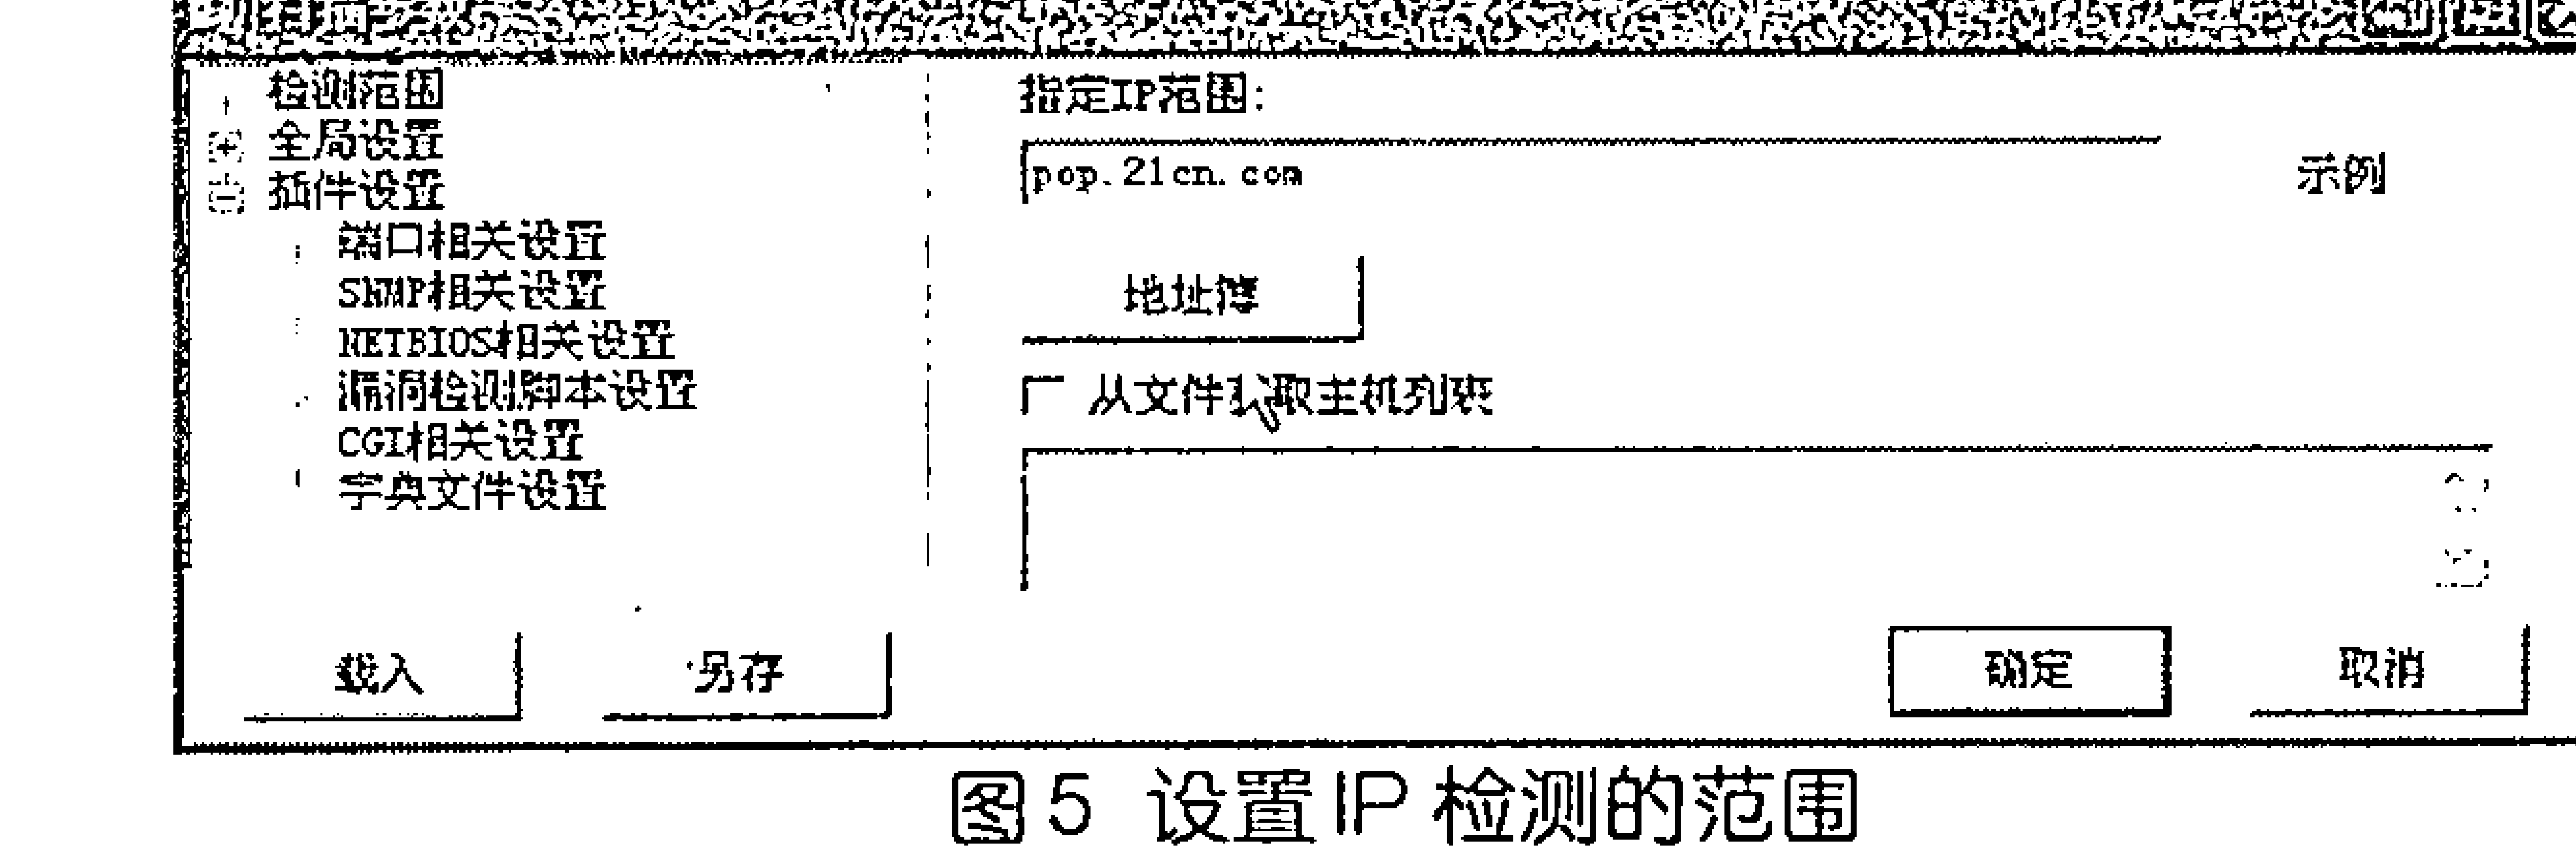 检测范围
全局设置
插件设置
端口相关设置
SNMP相关设置
NETBIOS相关设置
漏洞检测脚本设置
CGI相关设置
字典文件设置
载入
另存
指定IP范围:
pop.21cn.com
示例
地址簿
从文件获取主机列表
确定
取消
图5 设置IP检测的范围